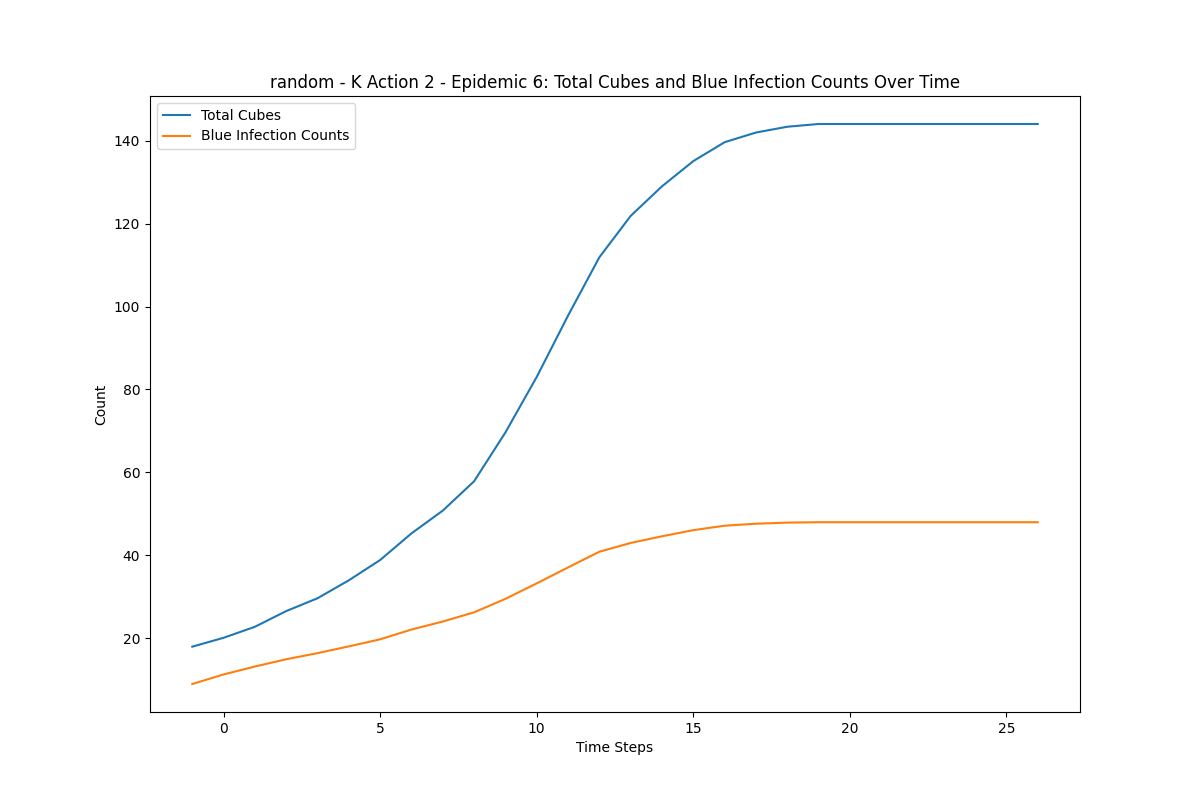 random - K Action 2 - Epidemic 6: Total Cubes and Blue Infection Counts Over Time
Total Cubes
Blue Infection Counts
140
120
100
80
60
40
20
Count
0 5 10 15 20 25
Time Steps